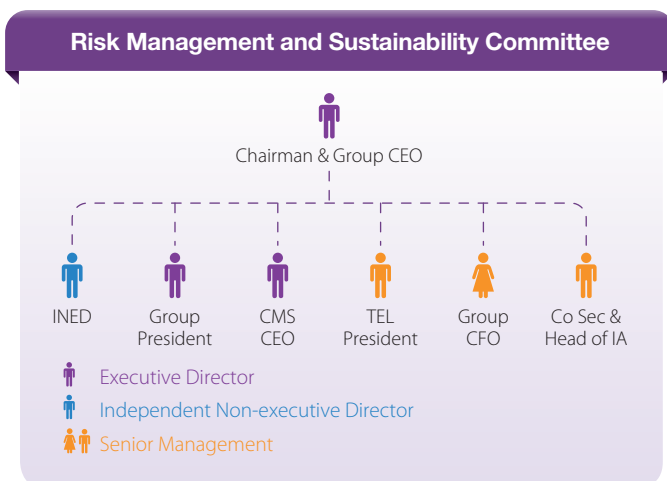 Risk Management and Sustainability Committee
Chairman & Group CEO
INED
Group
President
CMS
CEO
TEL
President
Group
CFO
Co Sec &
Head of IA
Executive Director
Independent Non-executive Director
Senior Management